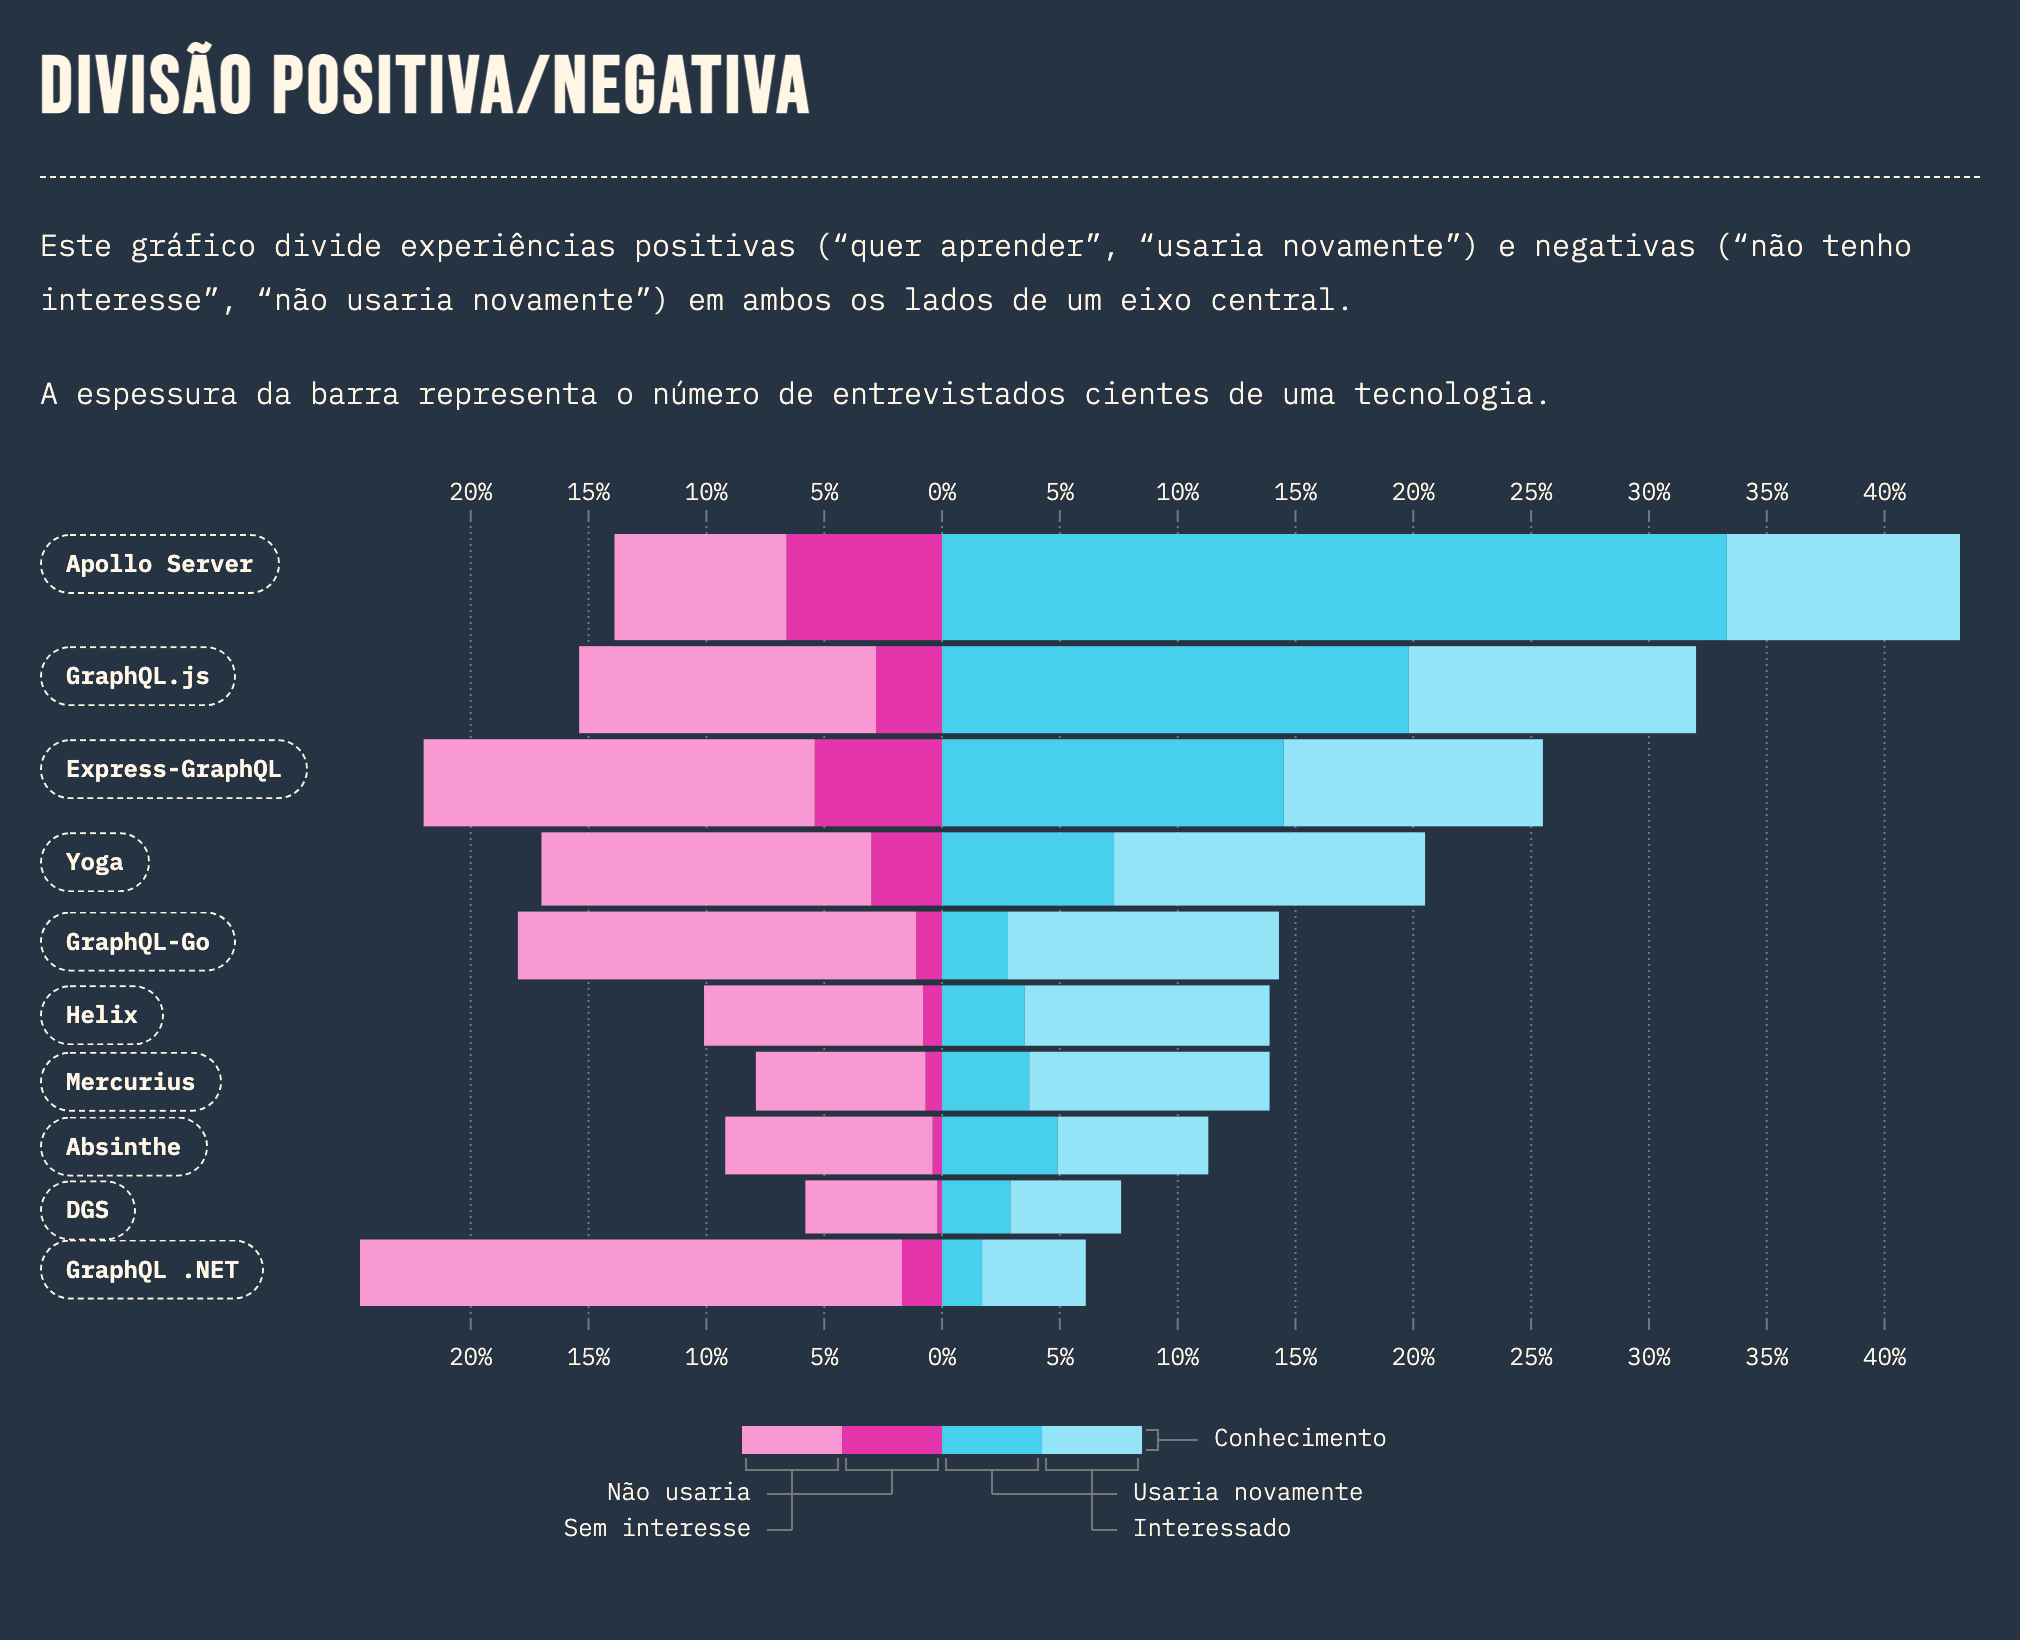 DIVISÃO POSITIVA/NEGATIVA
Este gráfico divide experiências positivas (“quer aprender”, “usaria novamente”) e negativas (“não tenho
interesse”, “não usaria novamente”) em ambos os lados de um eixo central.
A espessura da barra representa o número de entrevistados cientes de uma tecnologia.
20% 15% 10% 5% 0% 5% 10% 15% 20% 25% 30% 35% 40%
Apollo Server
GraphQL.js
Express-GraphQL
Yoga
GraphQL-Go
Helix
Mercurius
Absinthe
DGS
GraphQL .NET
20% 15% 10% 5% 0% 5% 10% 15% 20% 25% 30% 35% 40%
Conhecimento
Não usaria Usaria novamente
Sem interesse Interessado